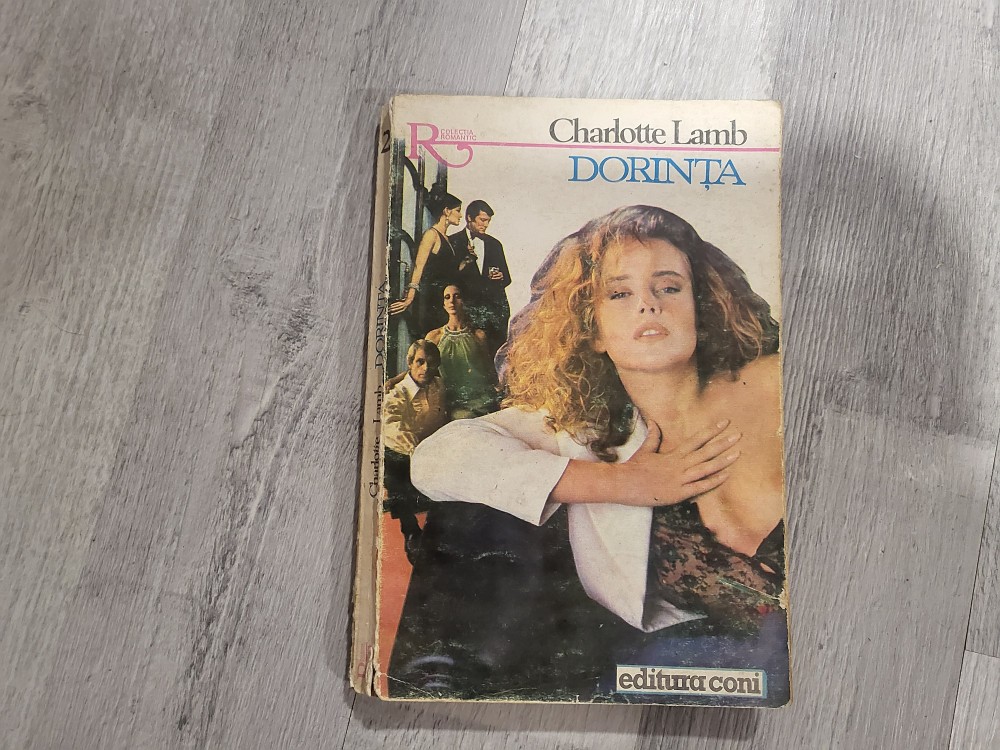 R COLECȚIA
ROMANTIC
Charlotte Lamb
DORINȚA
editura coni
2
Charlotte Lamb DORINȚA